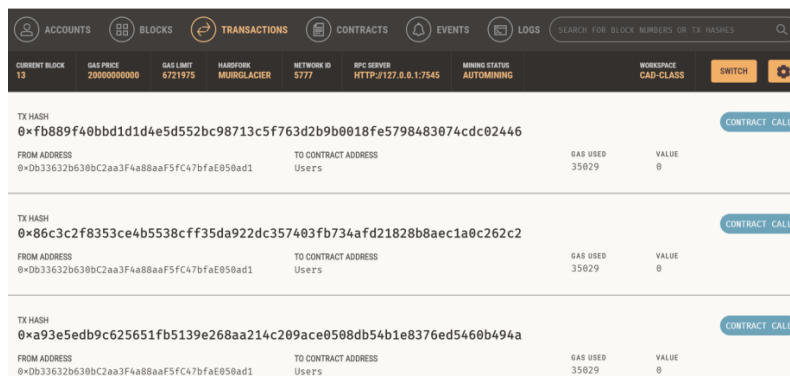 ACCOUNTS BLOCKS TRANSACTIONS CONTRACTS EVENTS LOGS SEARCH FOR BLOCK NUMBERS OR TX HASHES
CURRENT BLOCK GAS PRICE GAS LIMIT HARDFORK NETWORK ID RPC SERVER MINING STATUS WORKSPACE
13 20000000000 6721975 MUIRGLACIER 5777 HTTP://127.0.0.1:7545 AUTOMINING CAD-CLASS SWITCH
TX HASH
0×fb889f40bbd1d1d4e5d552bc98713c5f763d2b9b0018fe5798483074cdc02446 CONTRACT CALL
FROM ADDRESS TO CONTRACT ADDRESS GAS USED VALUE
0×Db33632b630bC2aa3F4a88aaF5fC47bfaE050ad1 Users 35029 0
TX HASH
0×86c3c2f8353ce4b5538cff35da922dc357403fb734afd21828b8aec1a0c262c2 CONTRACT CALL
FROM ADDRESS TO CONTRACT ADDRESS GAS USED VALUE
0×Db33632b630bC2aa3F4a88aaF5fC47bfaE050ad1 Users 35029 0
TX HASH
0×a93e5edb9c625651fb5139e268aa214c209ace0508db54b1e8376ed5460b494a CONTRACT CALL
FROM ADDRESS TO CONTRACT ADDRESS GAS USED VALUE
0×Db33632b630bC2aa3F4a88aaF5fC47bfaE050ad1 Users 35029 0